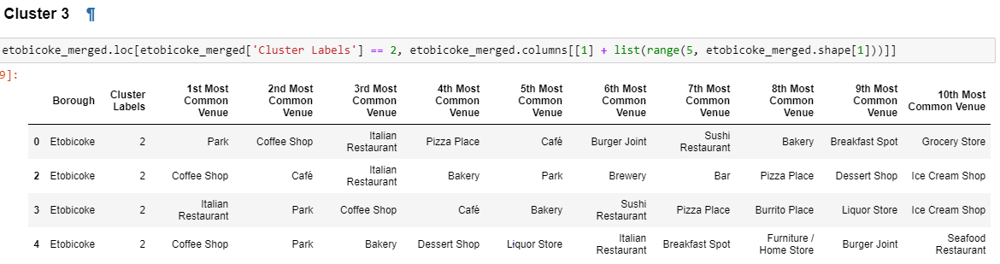 Cluster 3 ¶
etobicoke_merged.loc[etobicoke_merged['Cluster Labels'] == 2, etobicoke_merged.columns[[1] + list(range(5, etobicoke_merged.shape[1]))]]
9]:
Borough Cluster Labels 1st Most Common Venue 2nd Most Common Venue 3rd Most Common Venue 4th Most Common Venue 5th Most Common Venue 6th Most Common Venue 7th Most Common Venue 8th Most Common Venue 9th Most Common Venue 10th Most Common Venue
0 Etobicoke 2 Park Coffee Shop Italian Restaurant Pizza Place Café Burger Joint Sushi Restaurant Bakery Breakfast Spot Grocery Store
2 Etobicoke 2 Coffee Shop Café Italian Restaurant Bakery Park Brewery Bar Pizza Place Dessert Shop Ice Cream Shop
3 Etobicoke 2 Italian Restaurant Park Coffee Shop Café Bakery Sushi Restaurant Pizza Place Burrito Place Liquor Store Ice Cream Shop
4 Etobicoke 2 Coffee Shop Park Bakery Dessert Shop Liquor Store Italian Restaurant Breakfast Spot Furniture / Home Store Burger Joint Seafood Restaurant